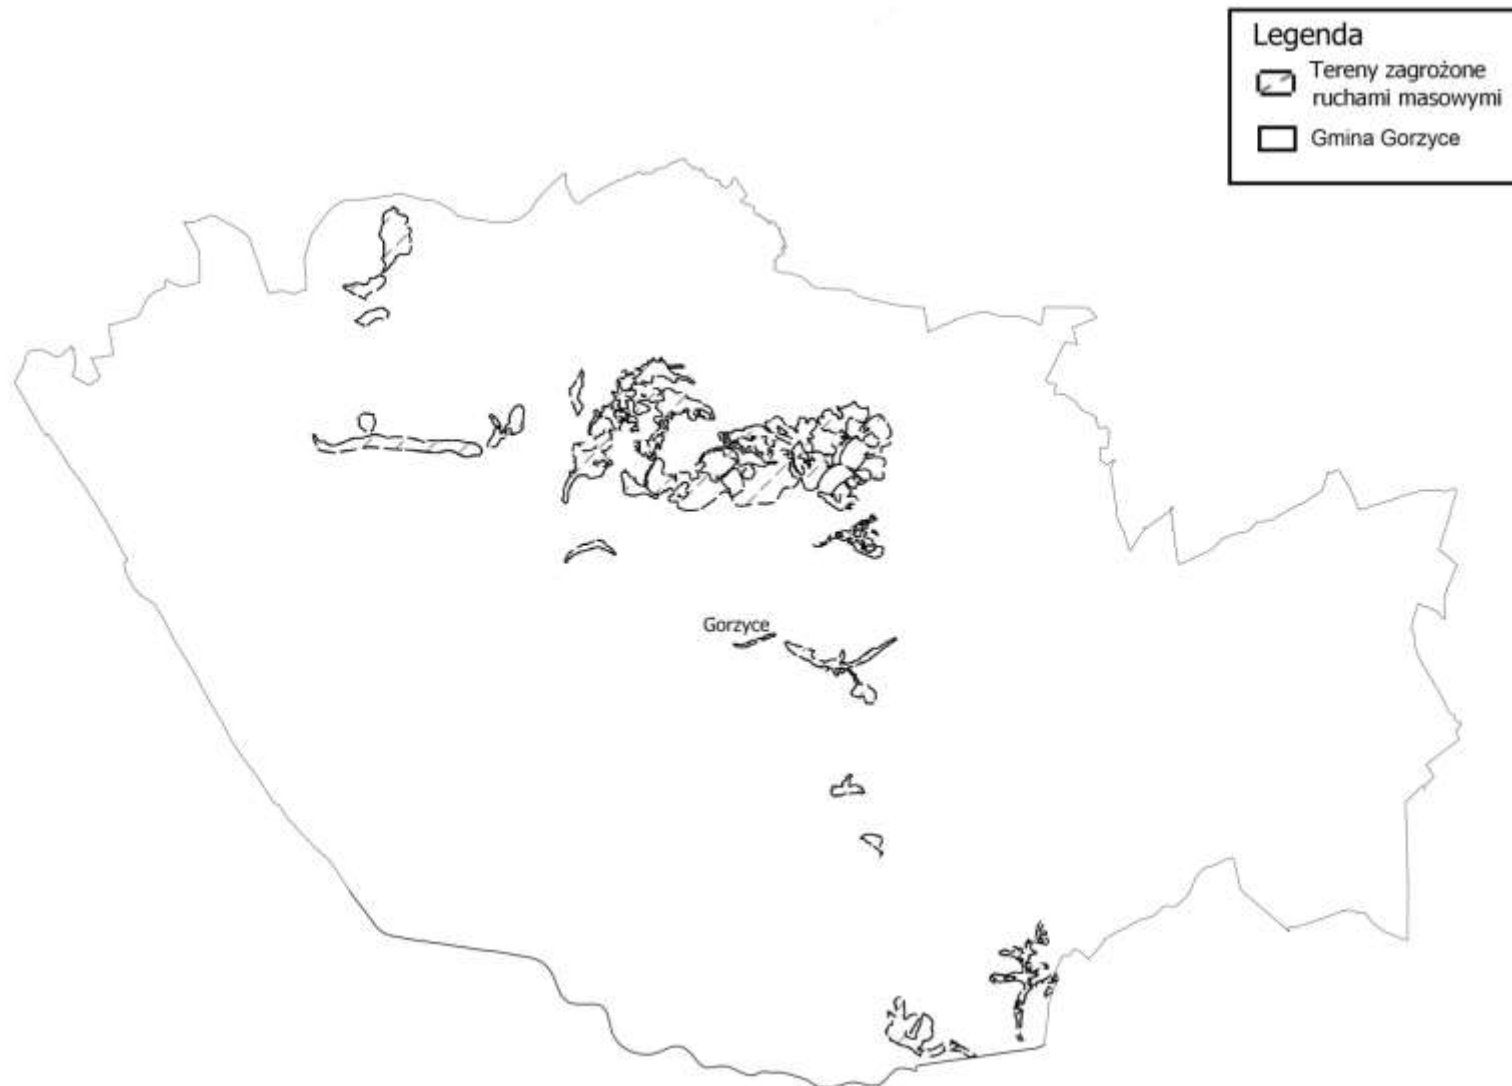 Legenda
Tereny zagrożone
ruchami masowymi
Gmina Gorzyce
Gorzyce